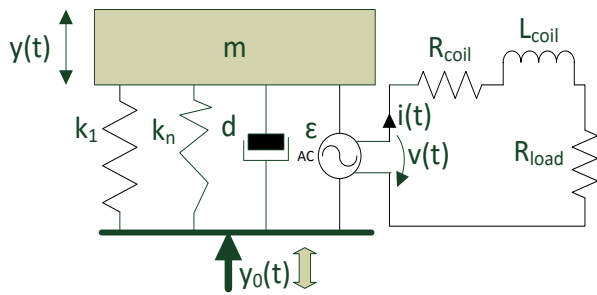 y(t)
m
R_coil
L_coil
k_1
k_n
d
ε
AC
i(t)
v(t)
R_load
y_0(t)